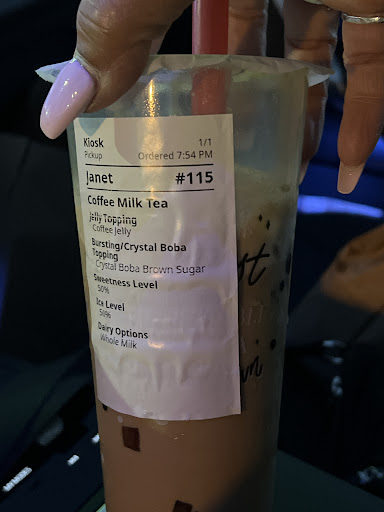 Kiosk 1/1
Pickup Ordered 7:54 PM
Janet #115
Coffee Milk Tea
Jelly Topping
Coffee Jelly
Bursting/Crystal Boba
Topping
Crystal Boba Brown Sugar
Sweetness Level
50%
Ice Level
50%
Dairy Options
Whole Milk